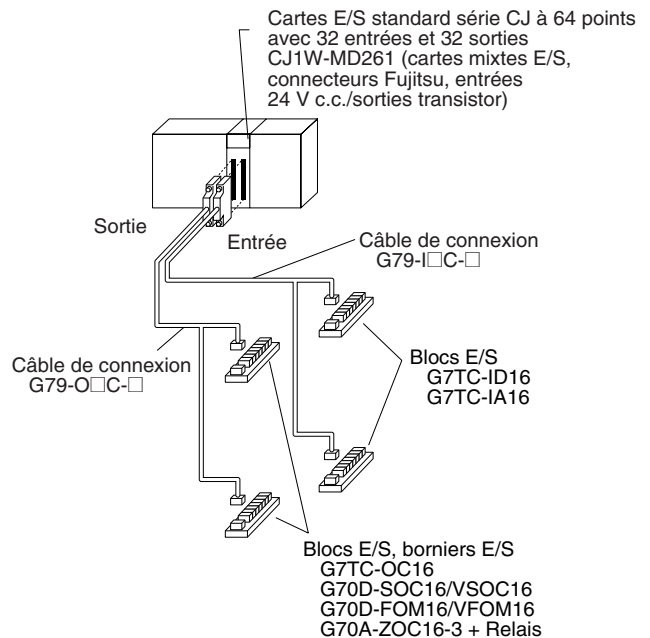 Cartes E/S standard série CJ à 64 points
avec 32 entrées et 32 sorties
CJ1W-MD261 (cartes mixtes E/S,
connecteurs Fujitsu, entrées
24 V c.c./sorties transistor)
Sortie
Entrée
Câble de connexion
G79-I□C-□
Câble de connexion
G79-O□C-□
Blocs E/S
G7TC-ID16
G7TC-IA16
Blocs E/S, borniers E/S
G7TC-OC16
G70D-SOC16/VSOC16
G70D-FOM16/VFOM16
G70A-ZOC16-3 + Relais